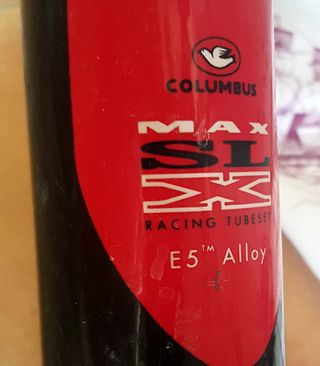 COLUMBUS
MAX
SL
X
RACING TUBESET
E5™ Alloy